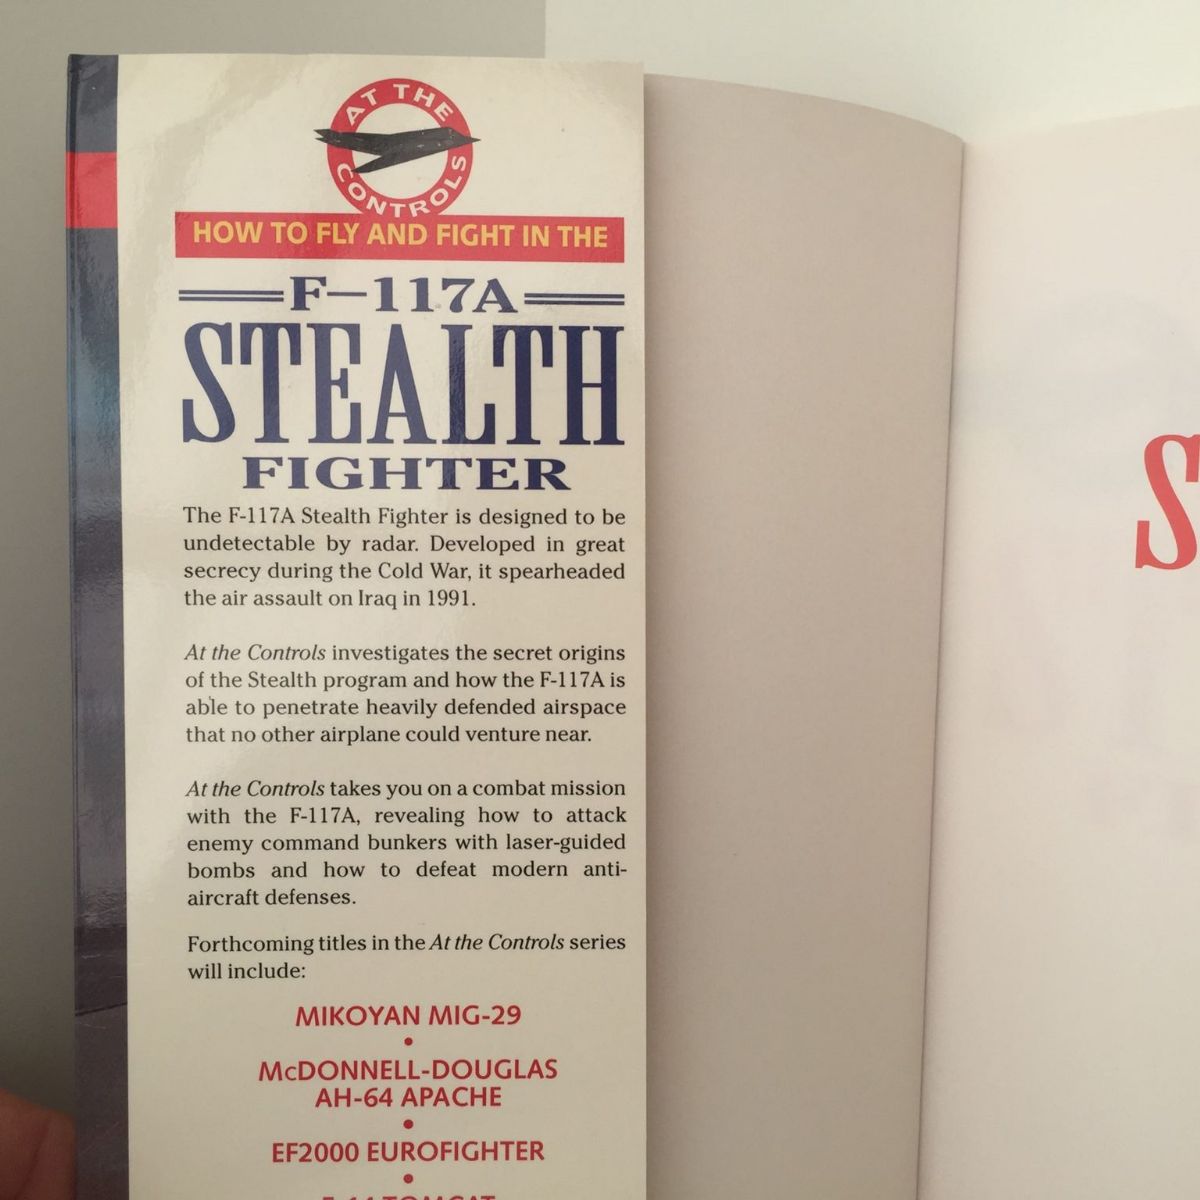 AT THE
CONTROLS
HOW TO FLY AND FIGHT IN THE
F–117A
STEALTH
FIGHTER
The F-117A Stealth Fighter is designed to be
undetectable by radar. Developed in great
secrecy during the Cold War, it spearheaded
the air assault on Iraq in 1991.
At the Controls investigates the secret origins
of the Stealth program and how the F-117A is
able to penetrate heavily defended airspace
that no other airplane could venture near.
At the Controls takes you on a combat mission
with the F-117A, revealing how to attack
enemy command bunkers with laser-guided
bombs and how to defeat modern anti-
aircraft defenses.
Forthcoming titles in the At the Controls series
will include:
MIKOYAN MIG-29
•
McDONNELL-DOUGLAS
AH-64 APACHE
•
EF2000 EUROFIGHTER
•
TOMCAT
S